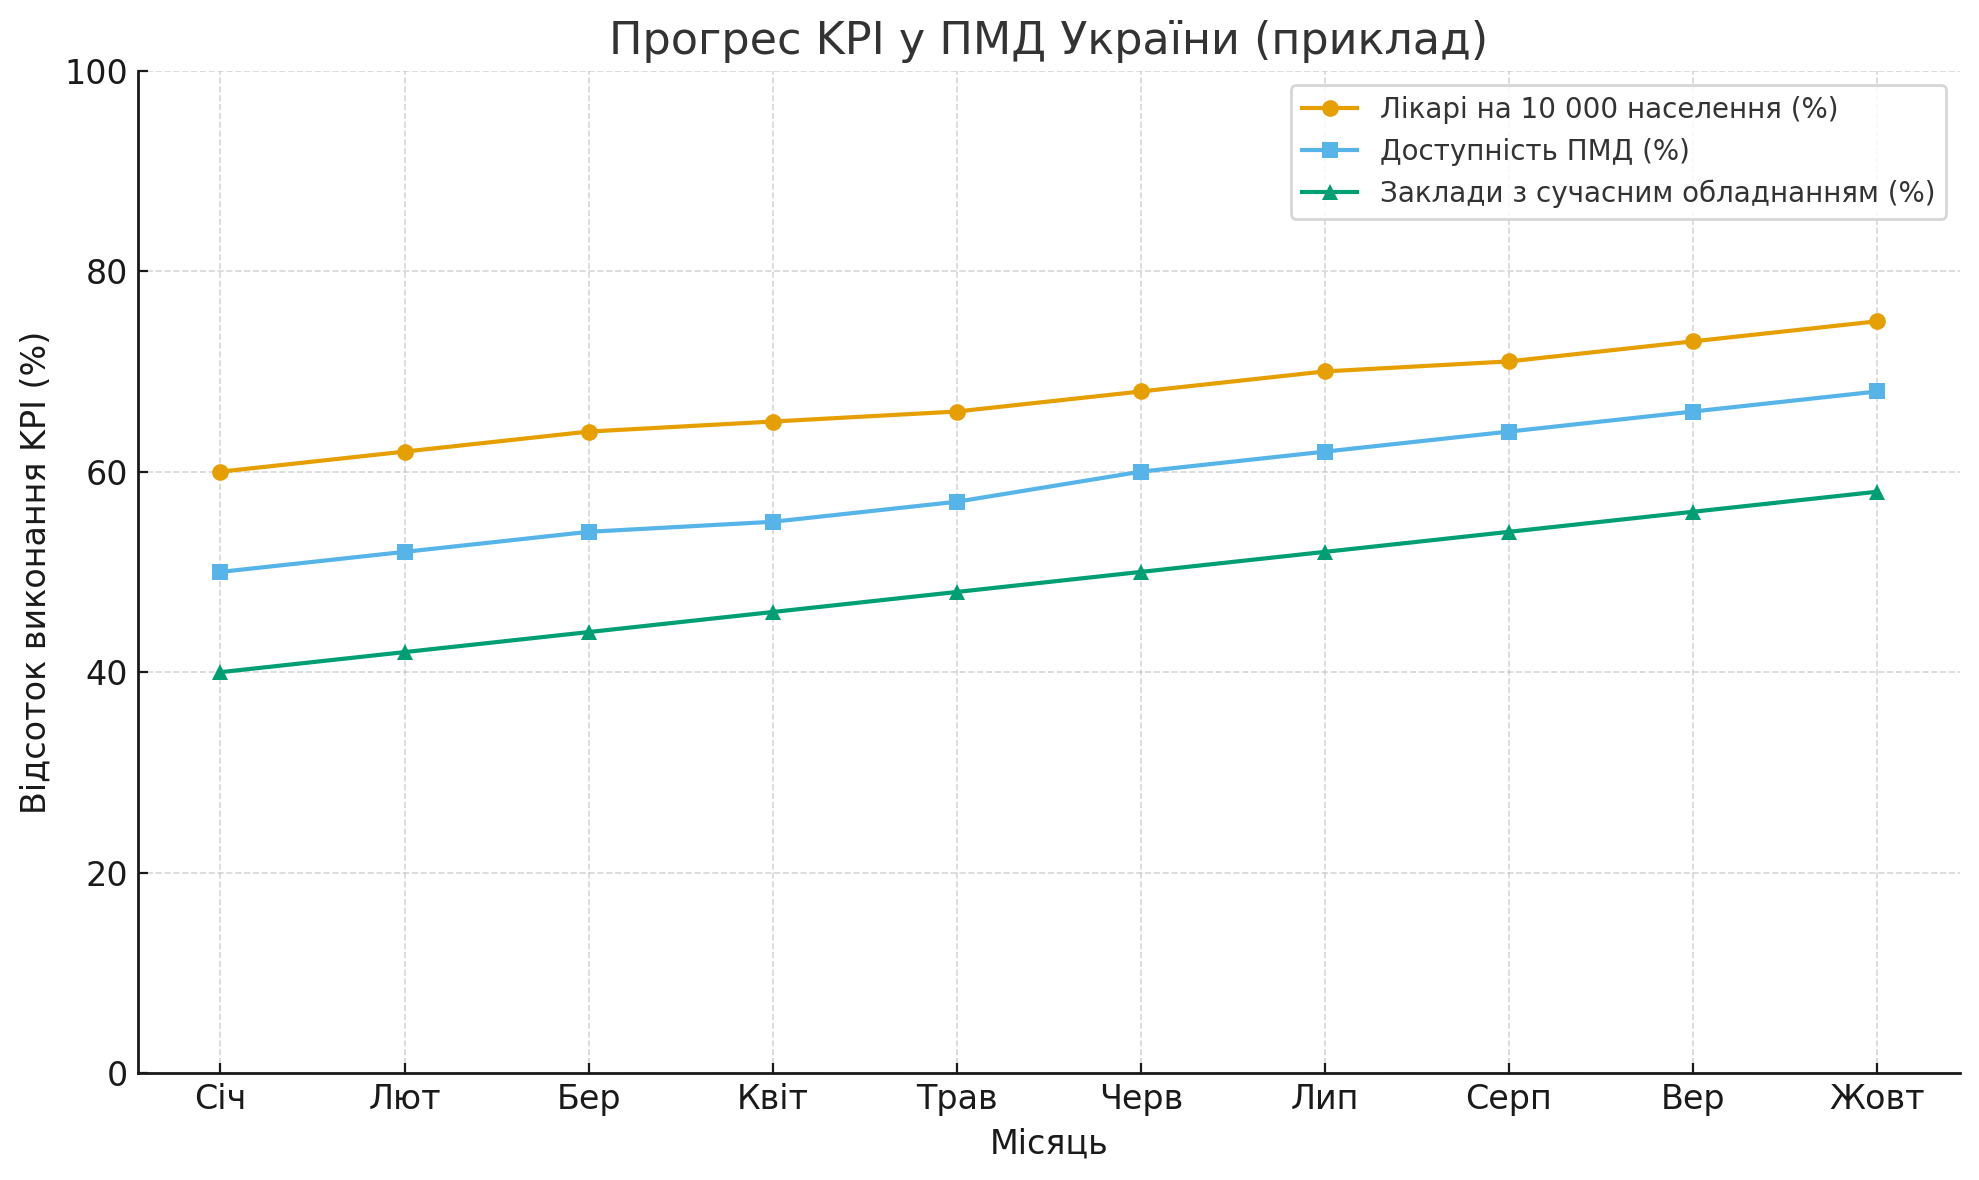 Прогрес KPI у ПМД України (приклад)
Лікарі на 10 000 населення (%)
Доступність ПМД (%)
Заклади з сучасним обладнанням (%)
Відсоток виконання KPI (%)
100
80
60
40
20
0
Січ Лют Бер Квіт Трав Черв Лип Серп Вер Жовт
Місяць